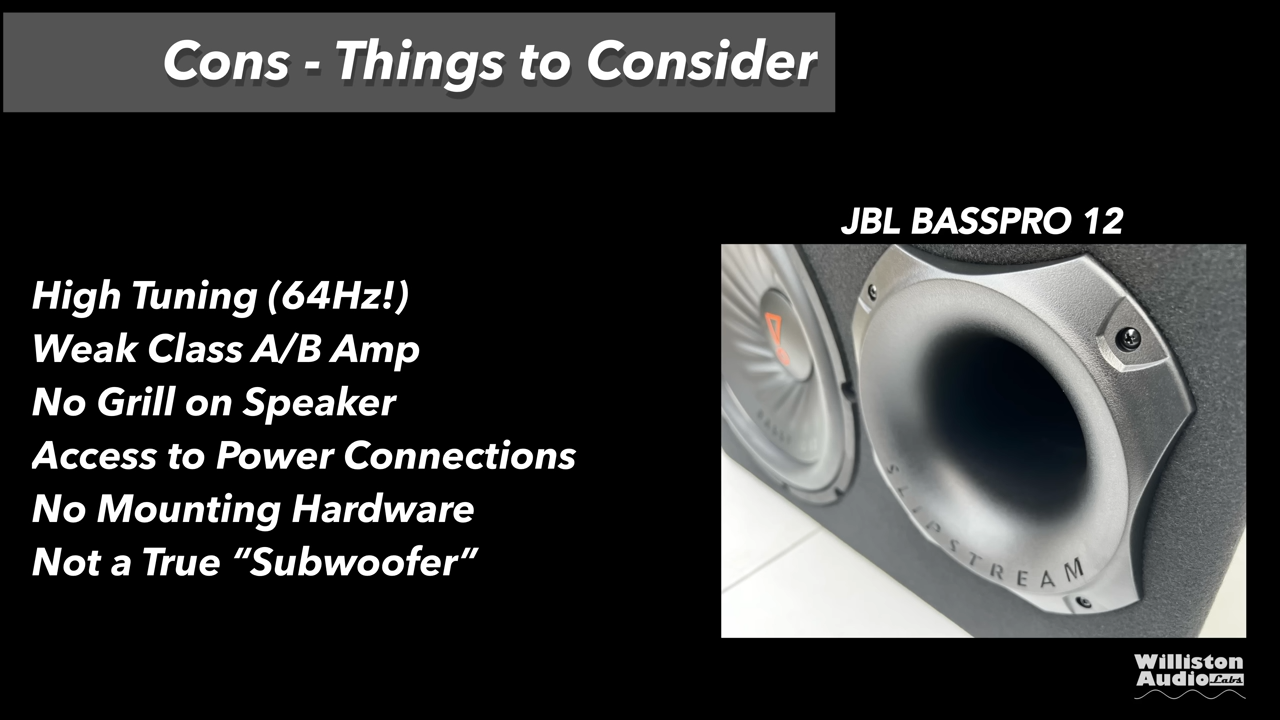 Cons - Things to Consider
JBL BASSPRO 12
High Tuning (64Hz!)
Weak Class A/B Amp
No Grill on Speaker
Access to Power Connections
No Mounting Hardware
Not a True “Subwoofer”
SLIPSTREAM
Williston
Audio Labs